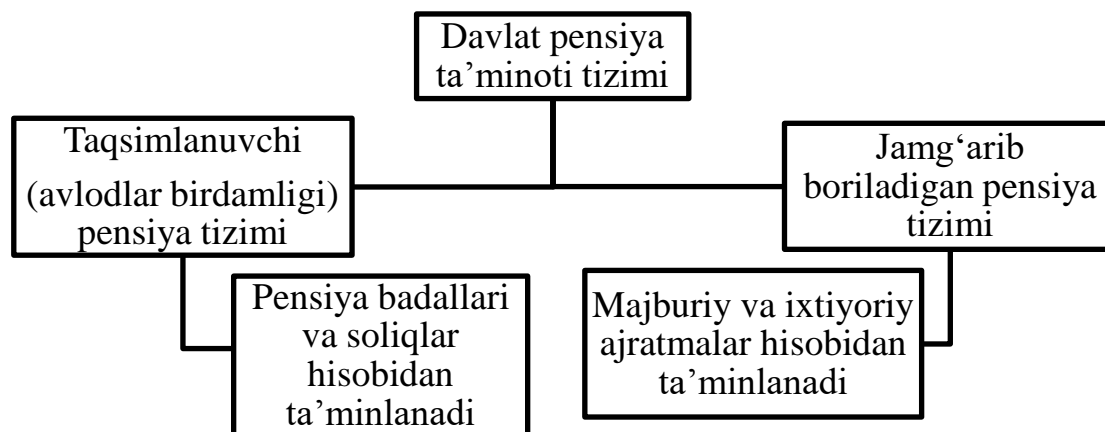 Davlat pensiya
ta’minoti tizimi
Taqsimlanuvchi
(avlodlar birdamligi)
pensiya tizimi
Jamg‘arib
boriladigan pensiya
tizimi
Pensiya badallari
va soliqlar
hisobidan
ta’minlanadi
Majburiy va ixtiyoriy
ajratmalar hisobidan
ta’minlanadi